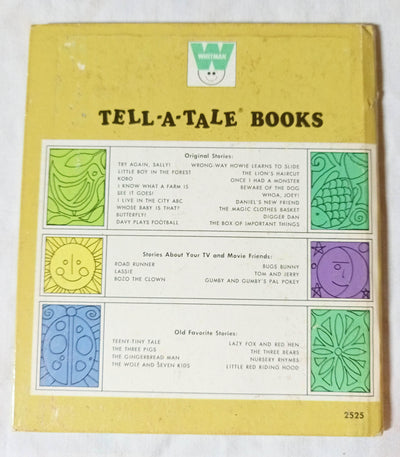 WHITMAN
TELL-A-TALE® BOOKS
Original Stories:
TRY AGAIN, SALLY!
LITTLE BOY IN THE FOREST
KOBO
I KNOW WHAT A FARM IS
SEE IT GOES!
I LIVE IN THE CITY ABC
WHOSE BABY IS THAT?
BUTTERFLY!
DAVY PLAYS FOOTBALL
WRONG-WAY HOWIE LEARNS TO SLIDE
THE LION'S HAIRCUT
ONCE I HAD A MONSTER
BEWARE OF THE DOG
WHOA, JOEY!
DANIEL'S NEW FRIEND
THE MAGIC CLOTHES BASKET
DIGGER DAN
THE BOX OF IMPORTANT THINGS
Stories About Your TV and Movie Friends:
ROAD RUNNER
LASSIE
BOZO THE CLOWN
BUGS BUNNY
TOM AND JERRY
GUMBY AND GUMBY'S PAL POKEY
Old Favorite Stories:
TEENY-TINY TALE
THE THREE PIGS
THE GINGERBREAD MAN
THE WOLF AND SEVEN KIDS
LAZY FOX AND RED HEN
THE THREE BEARS
NURSERY RHYMES
LITTLE RED RIDING HOOD
2525